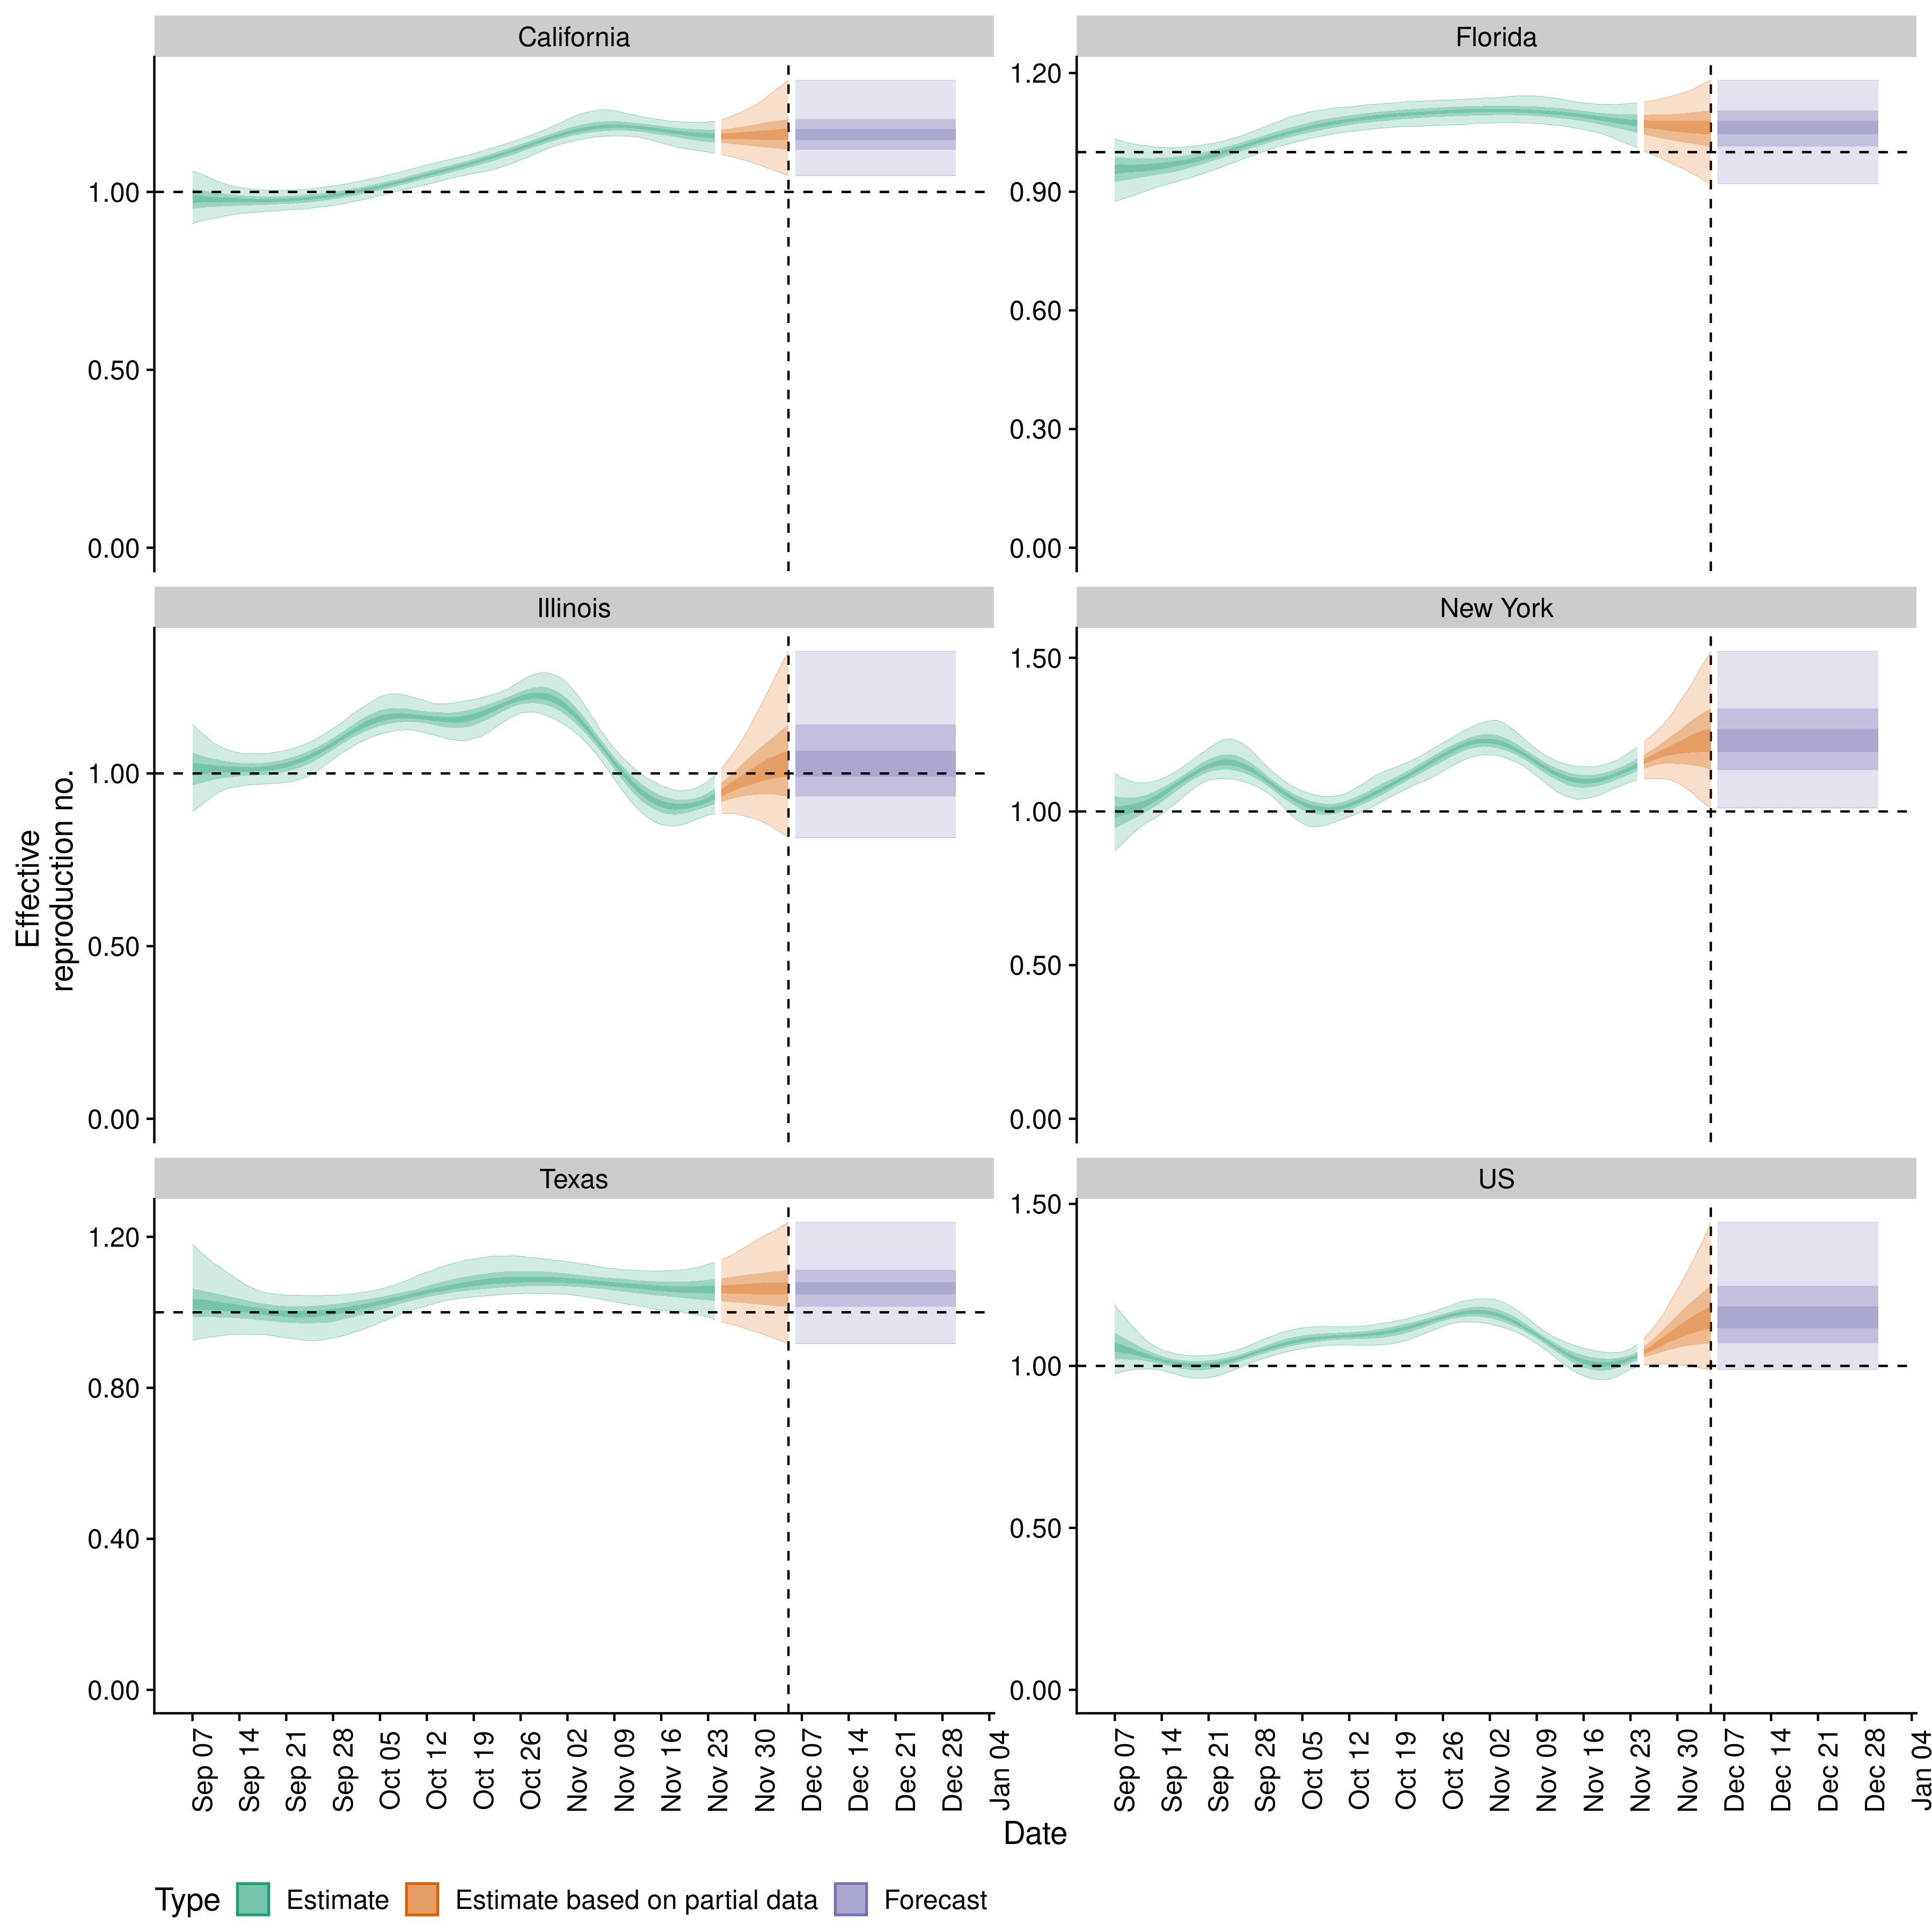 California
Florida
1.00
0.50
0.00
1.20
0.90
0.60
0.30
0.00
Illinois
New York
1.00
0.50
0.00
1.50
1.00
0.50
0.00
Texas
US
1.20
0.80
0.40
0.00
1.50
1.00
0.50
0.00
Effective
reproduction no.
Sep 07
Sep 14
Sep 21
Sep 28
Oct 05
Oct 12
Oct 19
Oct 26
Nov 02
Nov 09
Nov 16
Nov 23
Nov 30
Dec 07
Dec 14
Dec 21
Dec 28
Jan 04
Sep 07
Sep 14
Sep 21
Sep 28
Oct 05
Oct 12
Oct 19
Oct 26
Nov 02
Nov 09
Nov 16
Nov 23
Nov 30
Dec 07
Dec 14
Dec 21
Dec 28
Jan 04
Date
Type
Estimate
Estimate based on partial data
Forecast